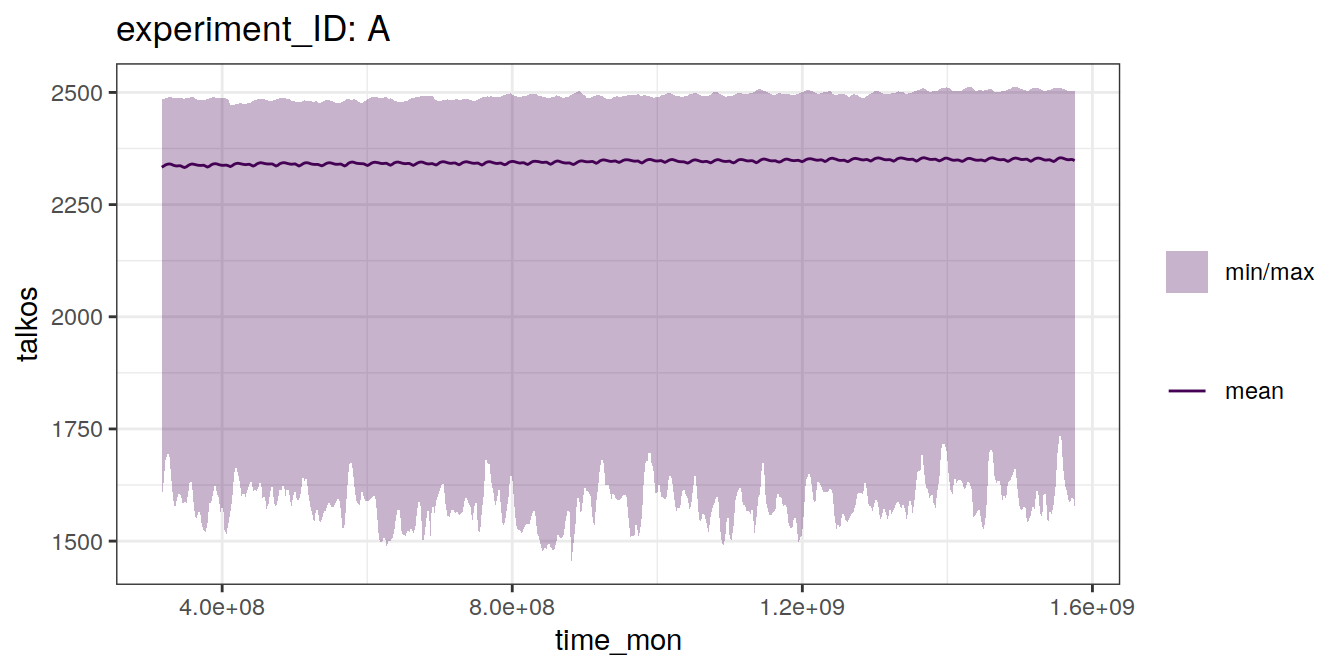 experiment_ID: A
2500
2250
2000
1750
1500
talkos
4.0e+08
8.0e+08
1.2e+09
1.6e+09
time_mon
min/max
mean